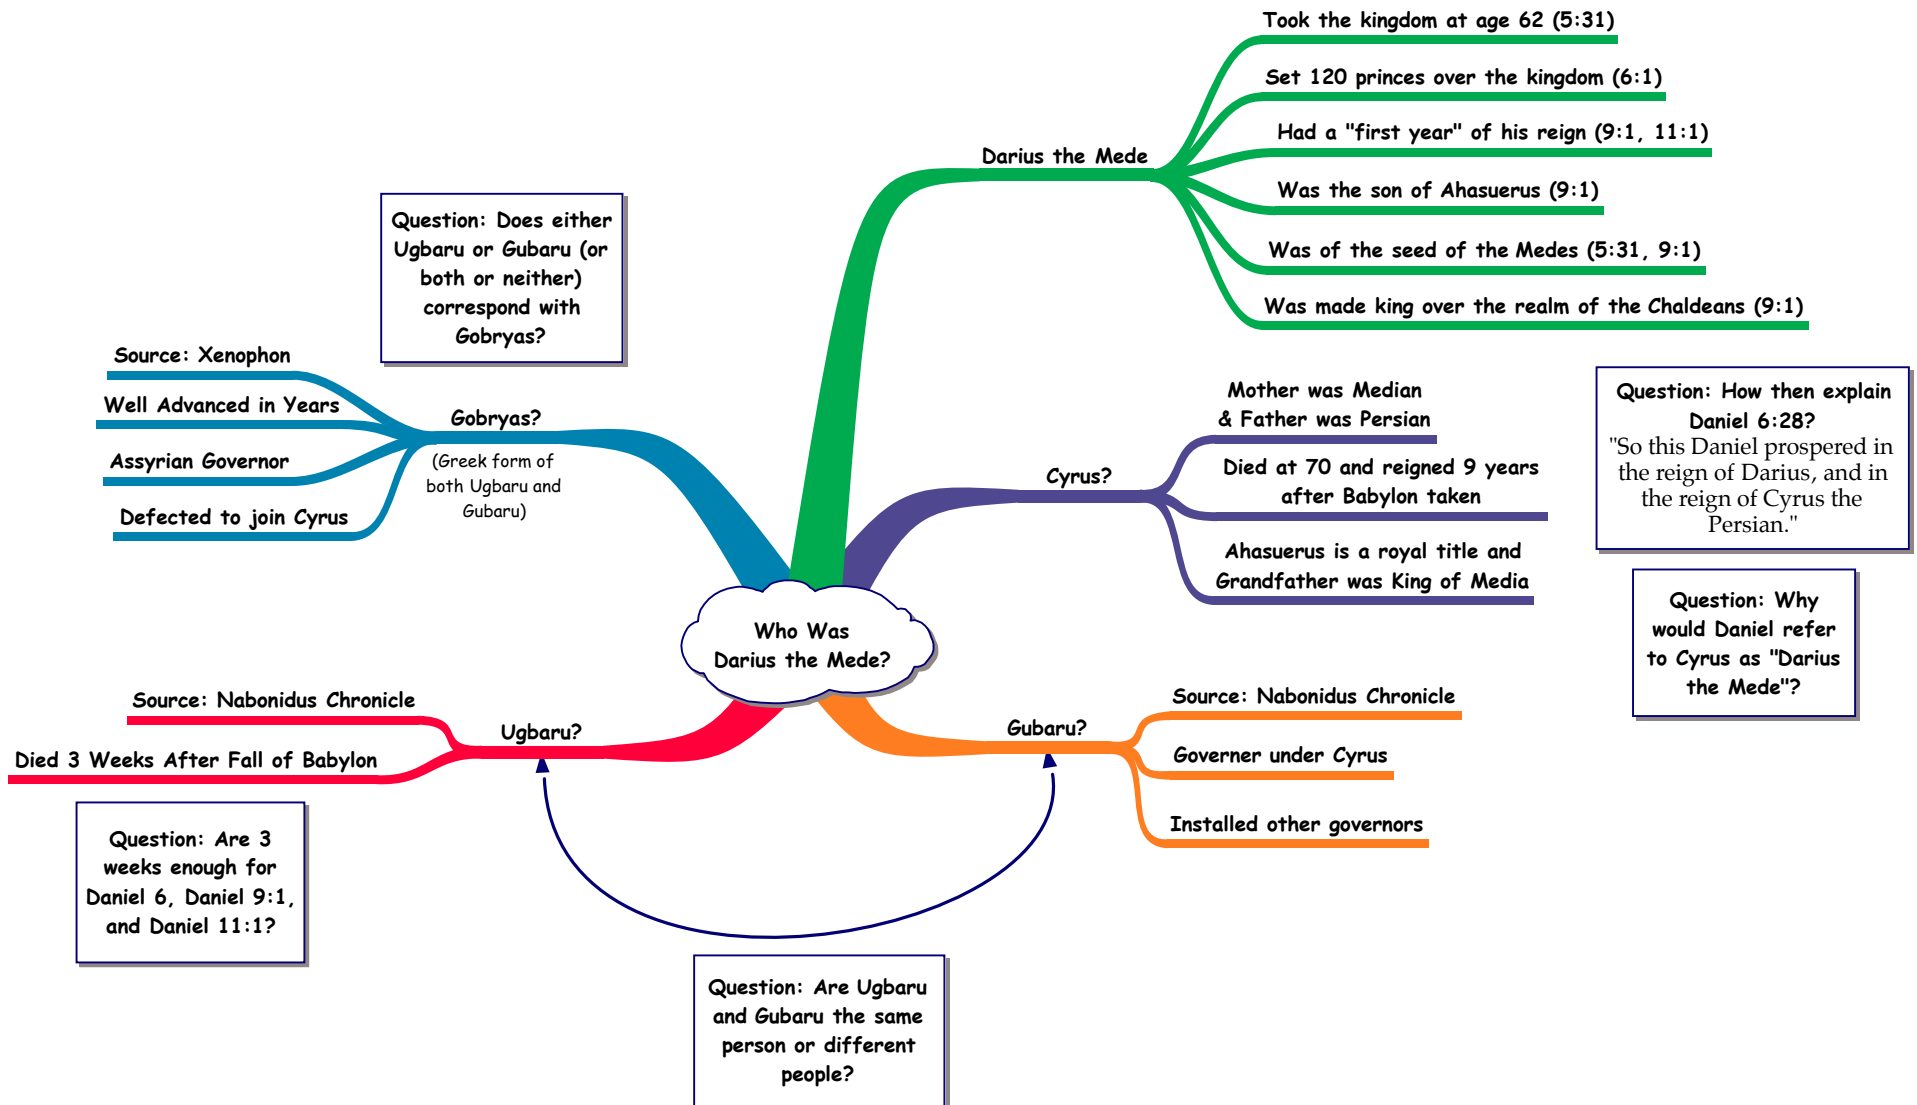 Who Was
Darius the Mede?
Darius the Mede
Took the kingdom at age 62 (5:31)
Set 120 princes over the kingdom (6:1)
Had a "first year" of his reign (9:1, 11:1)
Was the son of Ahasuerus (9:1)
Was of the seed of the Medes (5:31, 9:1)
Was made king over the realm of the Chaldeans (9:1)
Cyrus?
Mother was Median
& Father was Persian
Died at 70 and reigned 9 years
after Babylon taken
Ahasuerus is a royal title and
Grandfather was King of Media
Question: How then explain
Daniel 6:28?
"So this Daniel prospered in
the reign of Darius, and in
the reign of Cyrus the
Persian."
Question: Why
would Daniel refer
to Cyrus as "Darius
the Mede"?
Gubaru?
Source: Nabonidus Chronicle
Governer under Cyrus
Installed other governors
Question: Are Ugbaru
and Gubaru the same
person or different
people?
Ugbaru?
Source: Nabonidus Chronicle
Died 3 Weeks After Fall of Babylon
Question: Are 3
weeks enough for
Daniel 6, Daniel 9:1,
and Daniel 11:1?
Gobryas?
(Greek form of
both Ugbaru and
Gubaru)
Source: Xenophon
Well Advanced in Years
Assyrian Governor
Defected to join Cyrus
Question: Does either
Ugbaru or Gubaru (or
both or neither)
correspond with
Gobryas?